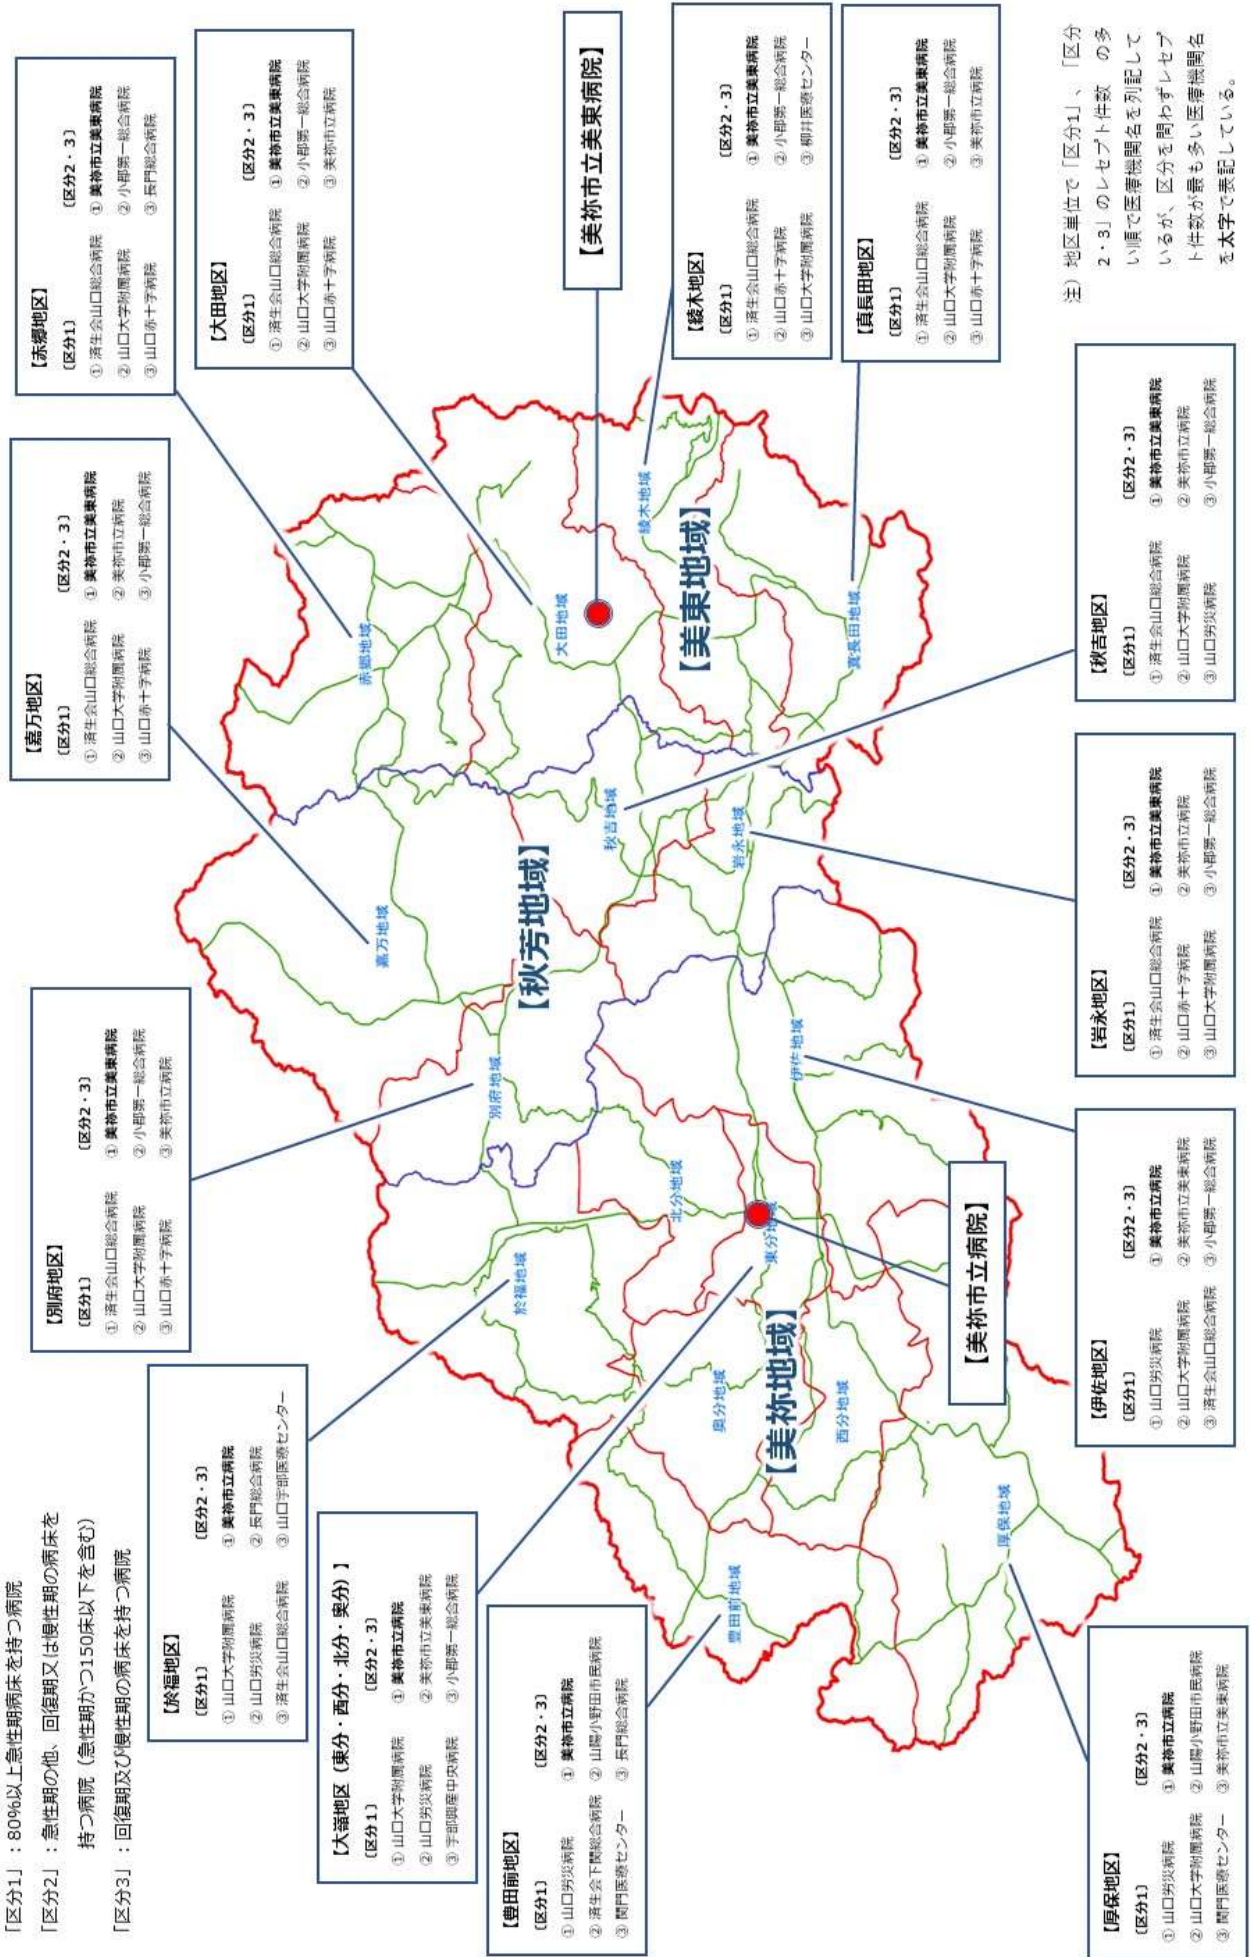 「区分1」：80%以上急性期病床を持つ病院
「区分2」：急性期の他、回復期又は慢性期の病床を
持つ病院（急性期かつ150床以下を含む）
「区分3」：回復期及び慢性期の病床を持つ病院
【於福地区】
〔区分1〕 〔区分2・3〕
① 山口大学附属病院 ① 美祢市立病院
② 山口労災病院 ② 長門総合病院
③ 済生会山口総合病院 ③ 山口宇部医療センター
【別府地区】
〔区分1〕 〔区分2・3〕
① 済生会山口総合病院 ① 美祢市立美東病院
② 山口大学附属病院 ② 小郡第一総合病院
③ 山口赤十字病院 ③ 美祢市立病院
【嘉万地区】
〔区分1〕 〔区分2・3〕
① 済生会山口総合病院 ① 美祢市立美東病院
② 山口大学附属病院 ② 美祢市立病院
③ 山口赤十字病院 ③ 小郡第一総合病院
【赤郷地区】
〔区分1〕 〔区分2・3〕
① 済生会山口総合病院 ① 美祢市立美東病院
② 山口大学附属病院 ② 小郡第一総合病院
③ 山口赤十字病院 ③ 長門総合病院
【大田地区】
〔区分1〕 〔区分2・3〕
① 済生会山口総合病院 ① 美祢市立美東病院
② 山口大学附属病院 ② 小郡第一総合病院
③ 山口赤十字病院 ③ 美祢市立病院
【大嶺地区（東分・西分・北分・奥分）】
〔区分1〕 〔区分2・3〕
① 山口大学附属病院 ① 美祢市立病院
② 山口労災病院 ② 美祢市立美東病院
③ 宇部興産中央病院 ③ 小郡第一総合病院
【豊田前地区】
〔区分1〕 〔区分2・3〕
① 山口労災病院 ① 美祢市立病院
② 済生会下関総合病院 ② 山陽小野田市民病院
③ 関門医療センター ③ 長門総合病院
【美祢市立美東病院】
【綾木地区】
〔区分1〕 〔区分2・3〕
① 済生会山口総合病院 ① 美祢市立美東病院
② 山口赤十字病院 ② 小郡第一総合病院
③ 山口大学附属病院 ③ 柳井医療センター
【真長田地区】
〔区分1〕 〔区分2・3〕
① 済生会山口総合病院 ① 美祢市立美東病院
② 山口大学附属病院 ② 小郡第一総合病院
③ 山口赤十字病院 ③ 美祢市立病院
赤郷地域
嘉万地域
別府地域
於福地域
【秋芳地域】
大田地域
秋吉地域
綾木地域
北分地域
【美東地域】
岩永地域
奥分地域
豊田前地域
東分地域
【美祢地域】
伊佐地域
真長田地域
西分地域
厚保地域
【美祢市立病院】
【厚保地区】
〔区分1〕 〔区分2・3〕
① 山口労災病院 ① 美祢市立病院
② 山口大学附属病院 ② 山陽小野田市民病院
③ 関門医療センター ③ 美祢市立美東病院
【伊佐地区】
〔区分1〕 〔区分2・3〕
① 山口労災病院 ① 美祢市立病院
② 山口大学附属病院 ② 美祢市立美東病院
③ 済生会山口総合病院 ③ 小郡第一総合病院
【岩永地区】
〔区分1〕 〔区分2・3〕
① 済生会山口総合病院 ① 美祢市立美東病院
② 山口赤十字病院 ② 美祢市立病院
③ 山口大学附属病院 ③ 小郡第一総合病院
【秋吉地区】
〔区分1〕 〔区分2・3〕
① 済生会山口総合病院 ① 美祢市立美東病院
② 山口大学附属病院 ② 美祢市立病院
③ 山口労災病院 ③ 小郡第一総合病院
注）地区単位で「区分1」、「区分
2・3」のレセプト件数 の多
い順で医療機関名を列記して
いるが、区分を問わずレセプ
ト件数が最も多い医療機関名
を太字で表記している。